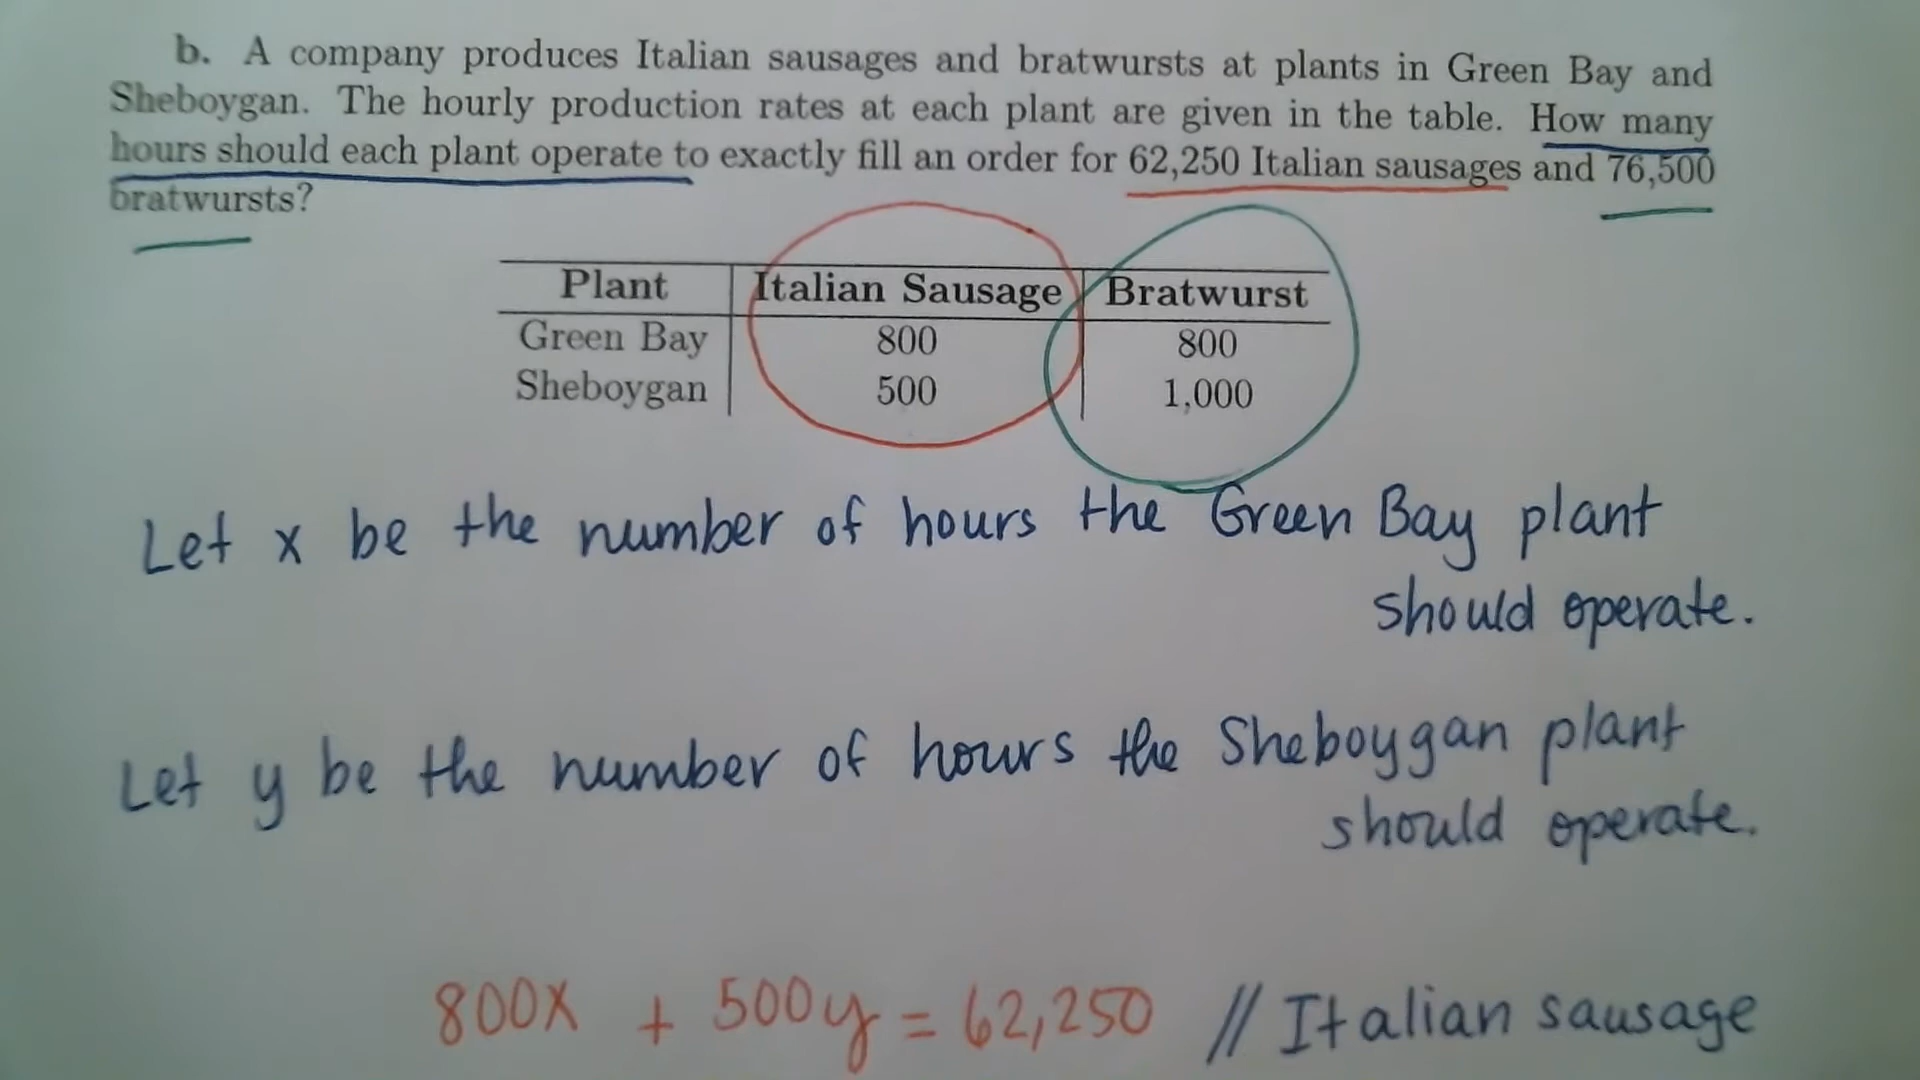 b. A company produces Italian sausages and bratwursts at plants in Green Bay and
Sheboygan. The hourly production rates at each plant are given in the table. How many
hours should each plant operate to exactly fill an order for 62,250 Italian sausages and 76,500
bratwursts?
Plant Italian Sausage Bratwurst
Green Bay 800 800
Sheboygan 500 1,000
Let x be the number of hours the Green Bay plant
should operate.
Let y be the number of hours the Sheboygan plant
should operate.
800x + 500y = 62,250 // Italian sausage